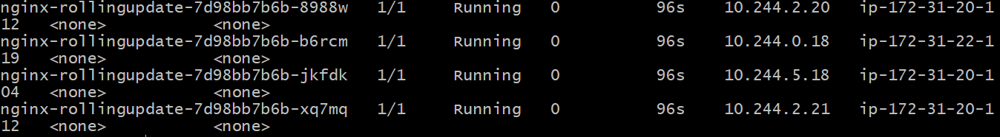 nginx-rollingupdate-7d98bb7b6b-8988w   1/1     Running   0          96s     10.244.2.20   ip-172-31-20-1
12   <none>           <none>
nginx-rollingupdate-7d98bb7b6b-b6rcm   1/1     Running   0          96s     10.244.0.18   ip-172-31-22-1
19   <none>           <none>
nginx-rollingupdate-7d98bb7b6b-jkfdk   1/1     Running   0          96s     10.244.5.18   ip-172-31-20-1
04   <none>           <none>
nginx-rollingupdate-7d98bb7b6b-xq7mq   1/1     Running   0          96s     10.244.2.21   ip-172-31-20-1
12   <none>           <none>